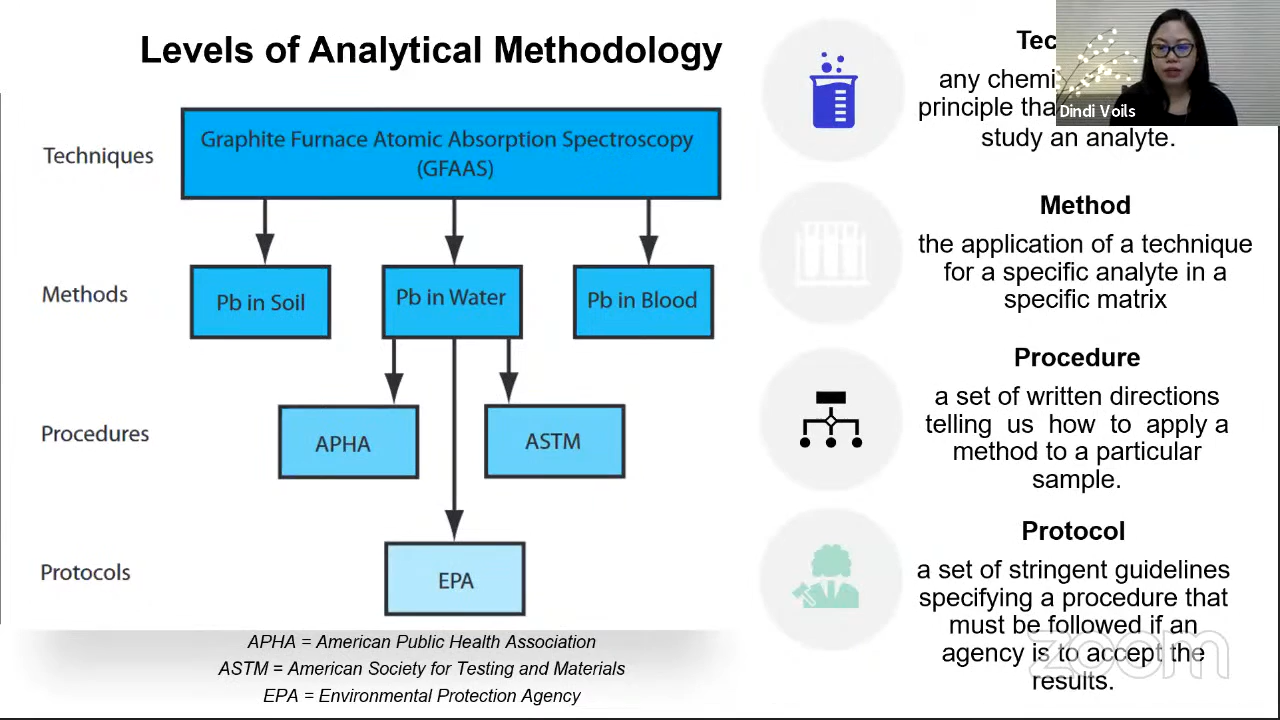 Levels of Analytical Methodology
Techniques
Graphite Furnace Atomic Absorption Spectroscopy
(GFAAS)
Methods
Pb in Soil
Pb in Water
Pb in Blood
Procedures
APHA
ASTM
Protocols
EPA
APHA = American Public Health Association
ASTM = American Society for Testing and Materials
EPA = Environmental Protection Agency
any
principle
study an analyte.
Dindi Voils
Method
the application of a technique
for a specific analyte in a
specific matrix
Procedure
a set of written directions
telling us how to apply a
method to a particular
sample.
Protocol
a set of stringent guidelines
specifying a procedure that
must be followed if an
agency is to accept the
results.
zoom